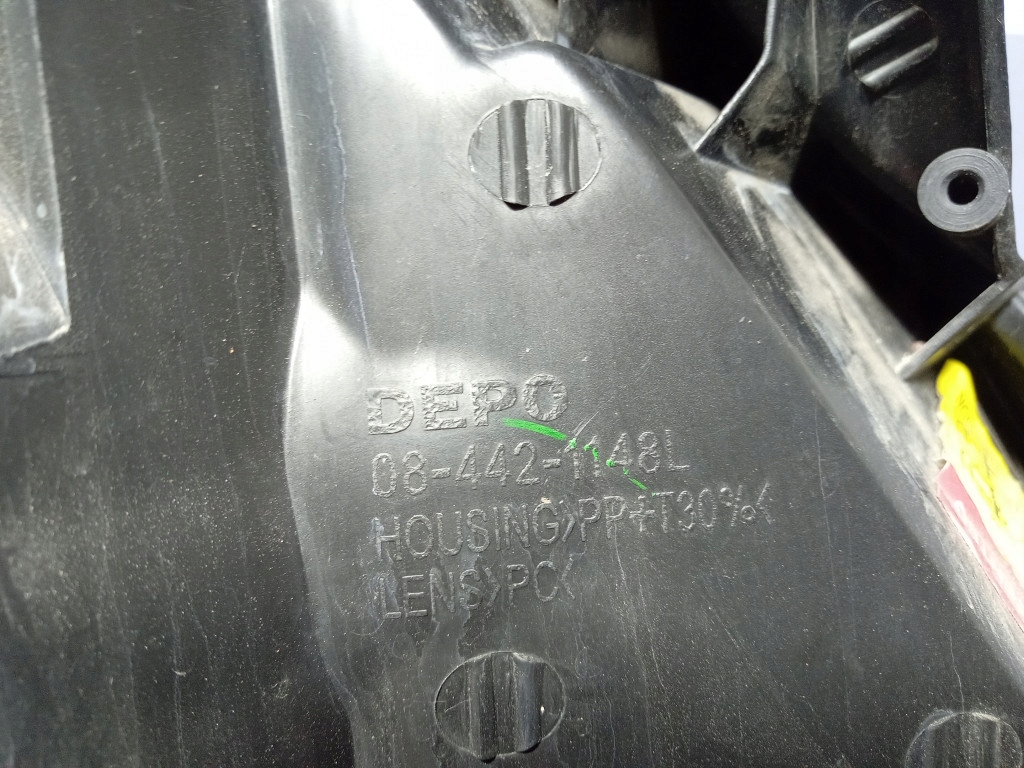 DEPO
08-442-1148L
HOUSING>PP+T30%<
LENS>PC<